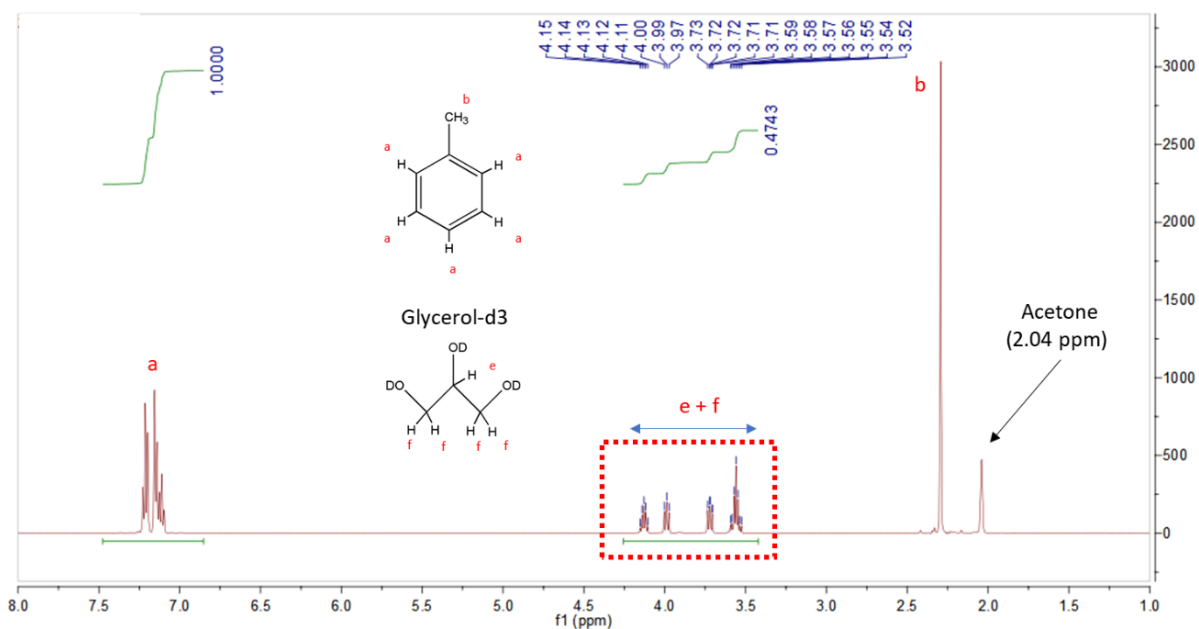 4.15
4.14
4.13
4.12
4.11
4.00
3.99
3.97
3.73
3.72
3.72
3.71
3.71
3.59
3.58
3.57
3.56
3.55
3.54
3.52
1.0000
0.4743
b
b
CH3
a
H
H
a
a
H
H
a
H
a
Glycerol-d3
OD
H
e
DO
OD
H
H
H
H
f
f
f
f
a
e + f
Acetone
(2.04 ppm)
3000
2500
2000
1500
1000
500
0
8.0
7.5
7.0
6.5
6.0
5.5
5.0
4.5
4.0
3.5
3.0
2.5
2.0
1.5
1.0
f1 (ppm)